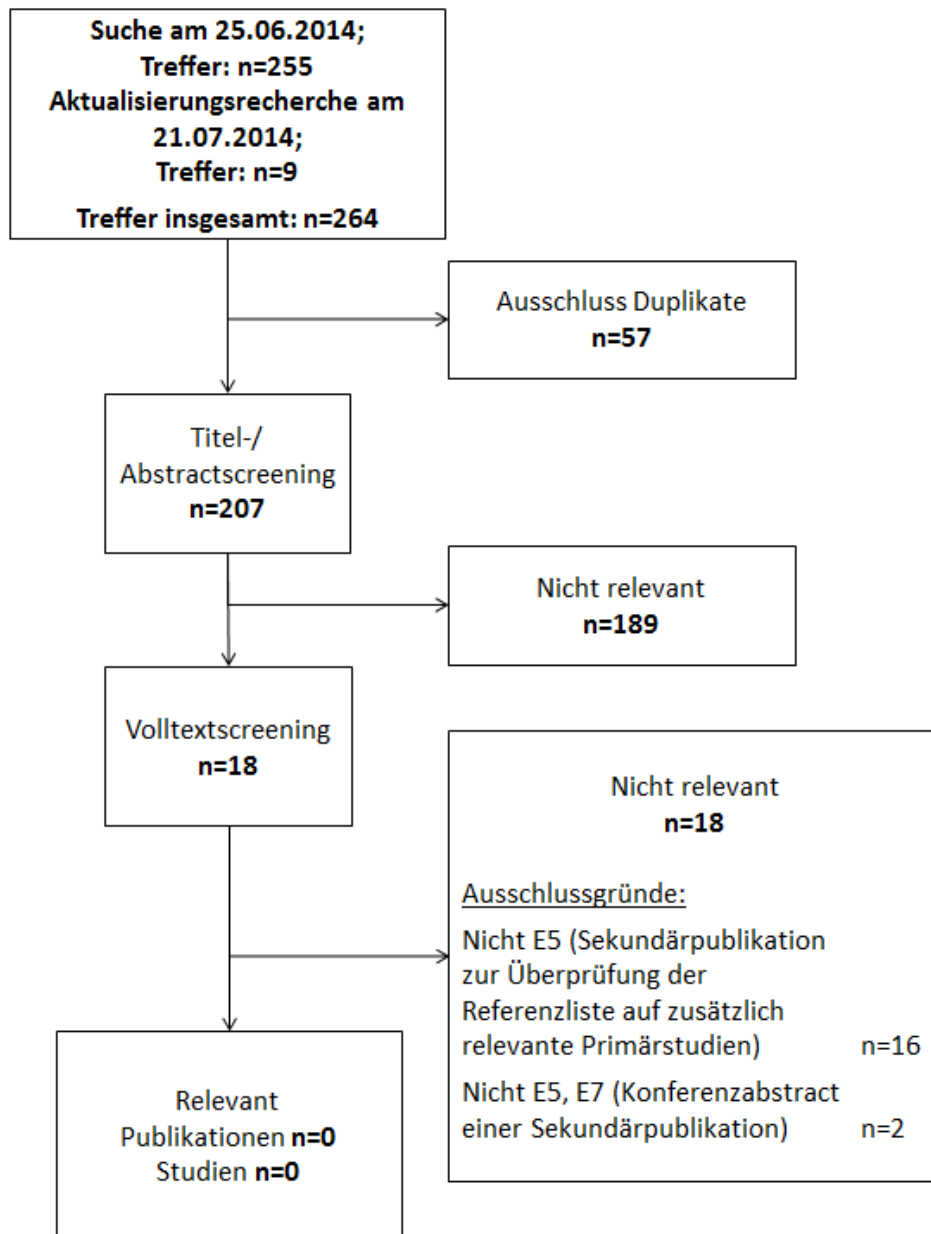 Suche am 25.06.2014;
Treffer: n=255
Aktualisierungsrecherche am
21.07.2014;
Treffer: n=9
Treffer insgesamt: n=264
Ausschluss Duplikate
n=57
Titel-/
Abstractscreening
n=207
Nicht relevant
n=189
Volltextscreening
n=18
Nicht relevant
n=18
Ausschlussgründe:
Nicht E5 (Sekundärpublikation
zur Überprüfung der
Referenzliste auf zusätzlich
relevante Primärstudien) n=16
Nicht E5, E7 (Konferenzabstract
einer Sekundärpublikation) n=2
Relevant
Publikationen n=0
Studien n=0